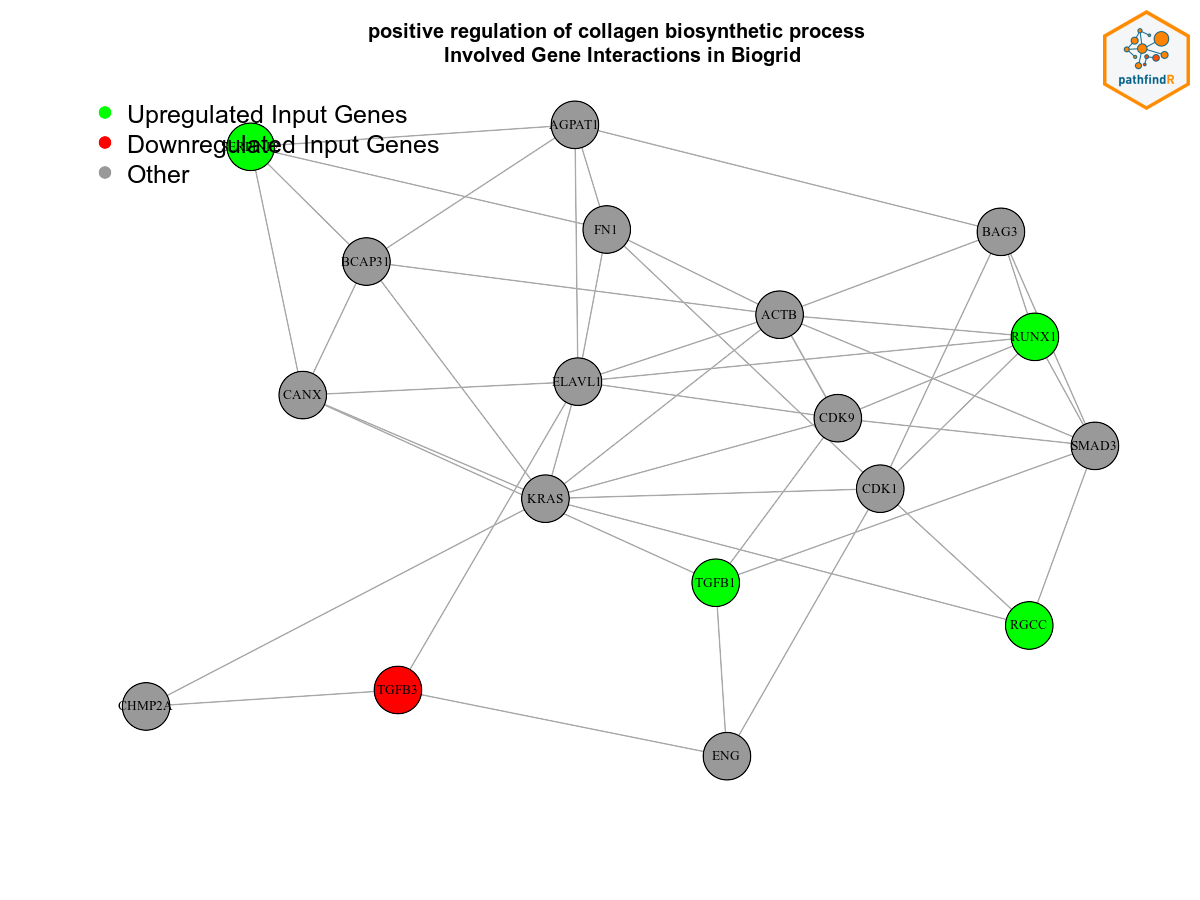 positive regulation of collagen biosynthetic process
Involved Gene Interactions in Biogrid
pathfindR
Upregulated Input Genes
Downregulated Input Genes
Other
AGPAT1
FN1
BAG3
BCAP31
ACTB
RUNX1
ELAVL1
CANX
CDK9
SMAD3
CDK1
KRAS
TGFB1
RGCC
TGFB3
CHMP2A
ENG